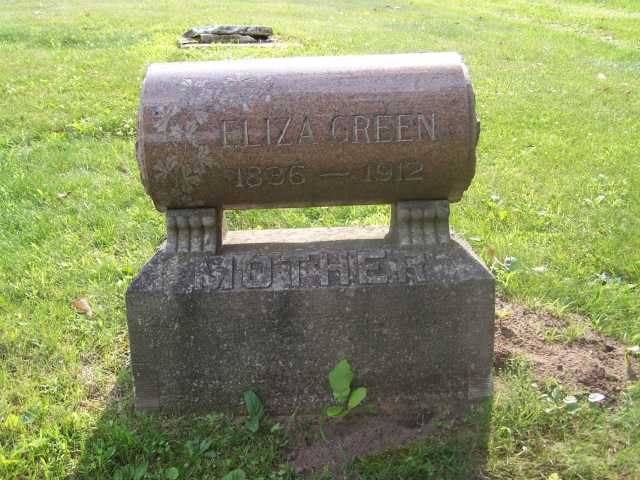 ELIZA GREEN
1836 — 1912
MOTHER